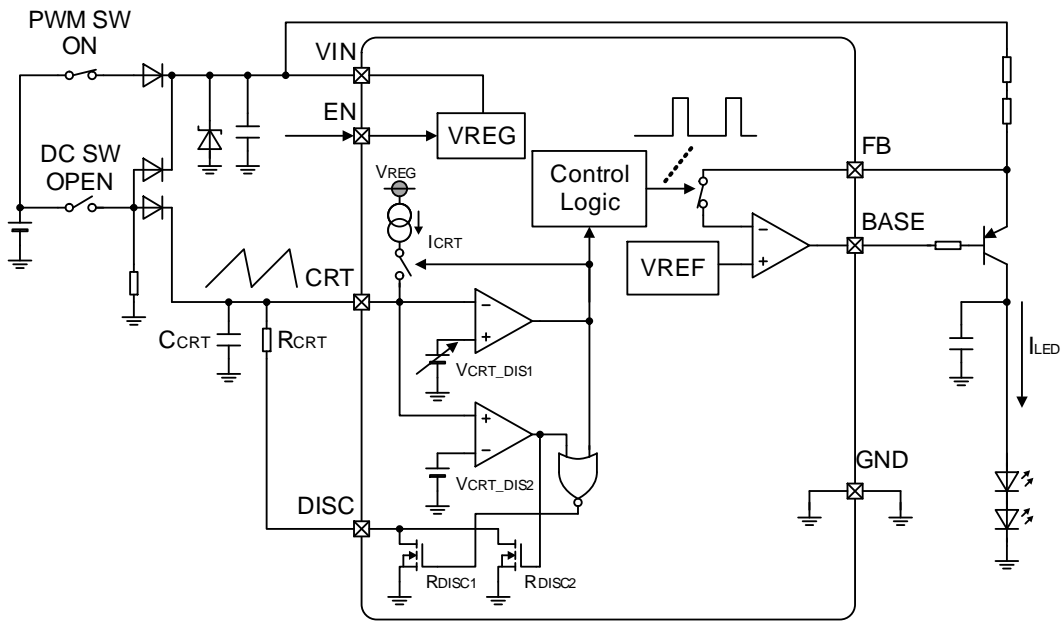 PWM SW
ON
VIN
EN
VREG
DC SW
OPEN
VREG
ICRT
Control
Logic
FB
BASE
VREF
CRT
CCRT
RCRT
VCRT_DIS1
ILED
VCRT_DIS2
GND
DISC
RDISC1
RDISC2